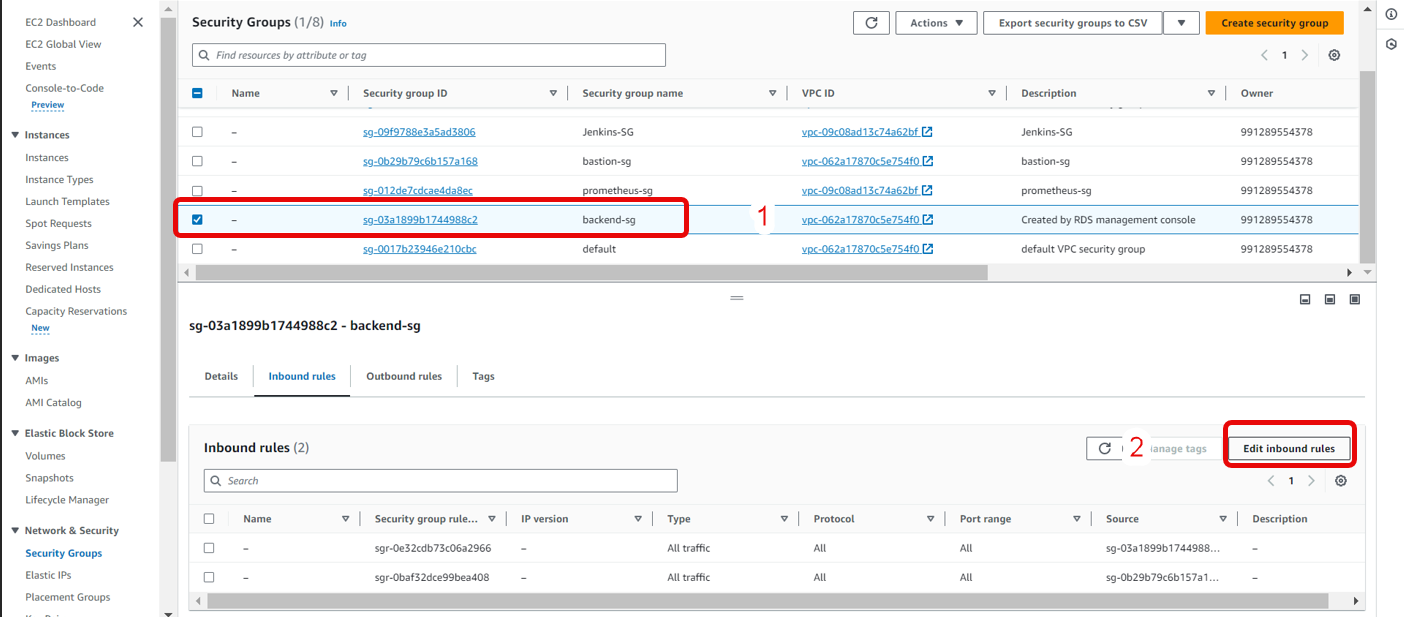 EC2 Dashboard
EC2 Global View
Events
Console-to-Code
Preview
Instances
Instances
Instance Types
Launch Templates
Spot Requests
Savings Plans
Reserved Instances
Dedicated Hosts
Capacity Reservations
New
Images
AMIs
AMI Catalog
Elastic Block Store
Volumes
Snapshots
Lifecycle Manager
Network & Security
Security Groups
Elastic IPs
Placement Groups
Security Groups (1/8) Info
Actions Export security groups to CSV Create security group
Find resources by attribute or tag
1
Name Security group ID Security group name VPC ID Description Owner
– sg-09f9788e3a5ad3806 Jenkins-SG vpc-09c08ad13c74a62bf Jenkins-SG 991289554378
– sg-0b29b79c6b157a168 bastion-sg vpc-062a17870c5e754f0 bastion-sg 991289554378
– sg-012de7cdcae4da8ec prometheus-sg vpc-09c08ad13c74a62bf prometheus-sg 991289554378
– sg-03a1899b1744988c2 backend-sg 1 vpc-062a17870c5e754f0 Created by RDS management console 991289554378
– sg-0017b23946e210cbc default vpc-062a17870c5e754f0 default VPC security group 991289554378
sg-03a1899b1744988c2 - backend-sg
Details Inbound rules Outbound rules Tags
Inbound rules (2)
2 anage tags Edit inbound rules
Search
1
Name Security group rule... IP version Type Protocol Port range Source Description
– sgr-0e32cdb73c06a2966 – All traffic All All sg-03a1899b1744988... –
– sgr-0baf32dce99bea408 – All traffic All All sg-0b29b79c6b157a1... –